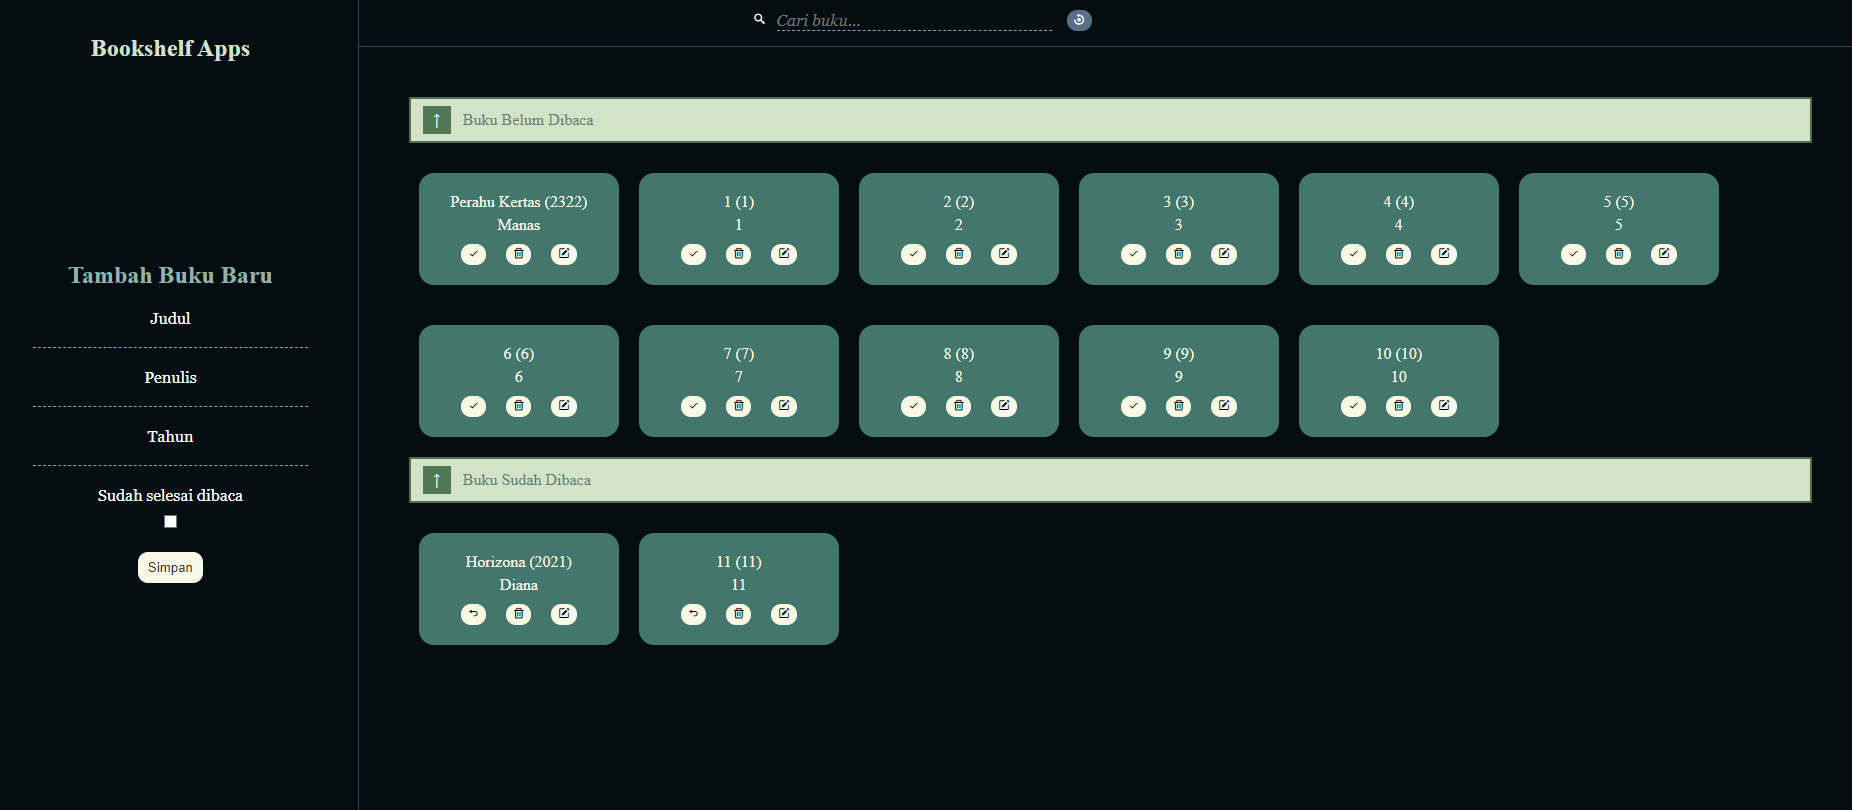 Bookshelf Apps
Tambah Buku Baru
Judul
Penulis
Tahun
Sudah selesai dibaca
Simpan
Cari buku...
↑ Buku Belum Dibaca
Perahu Kertas (2322)
Manas
1 (1)
1
2 (2)
2
3 (3)
3
4 (4)
4
5 (5)
5
6 (6)
6
7 (7)
7
8 (8)
8
9 (9)
9
10 (10)
10
↑ Buku Sudah Dibaca
Horizona (2021)
Diana
11 (11)
11